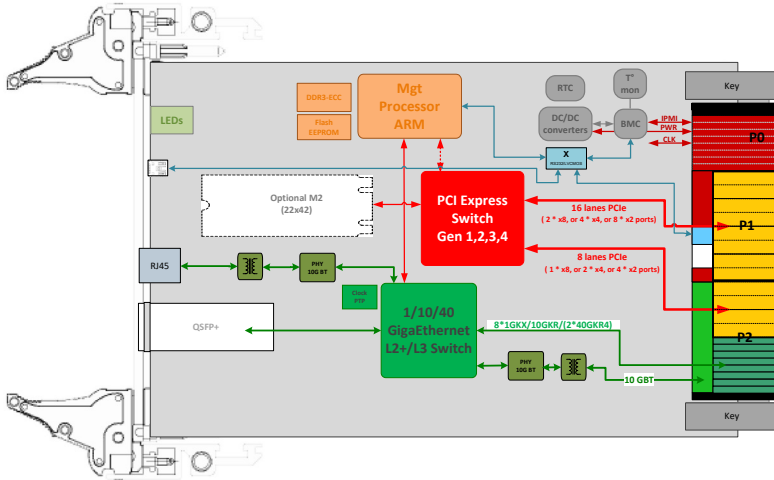 Key
T°
mon
RTC
Mgt
Processor
ARM
DDR3-ECC
Flash
EEPROM
LEDs
DC/DC
converters
BMC
IPMI
PWR
CLK
P0
X
Optional M2
(22x42)
PCI Express
Switch
Gen 1,2,3,4
16 lanes PCIe
( 2 * x8, or 4 * x4, or 8 * x2 ports)
P1
8 lanes PCIe
( 1 * x8, or 2 * x4, or 4 * x2 ports)
RJ45
PHY
10G BT
Clock
PTP
1/10/40
GigaEthernet
L2+/L3 Switch
QSFP+
8*1GKX/10GKR/(2*40GKR4)
P2
PHY
10G BT
10 GBT
Key